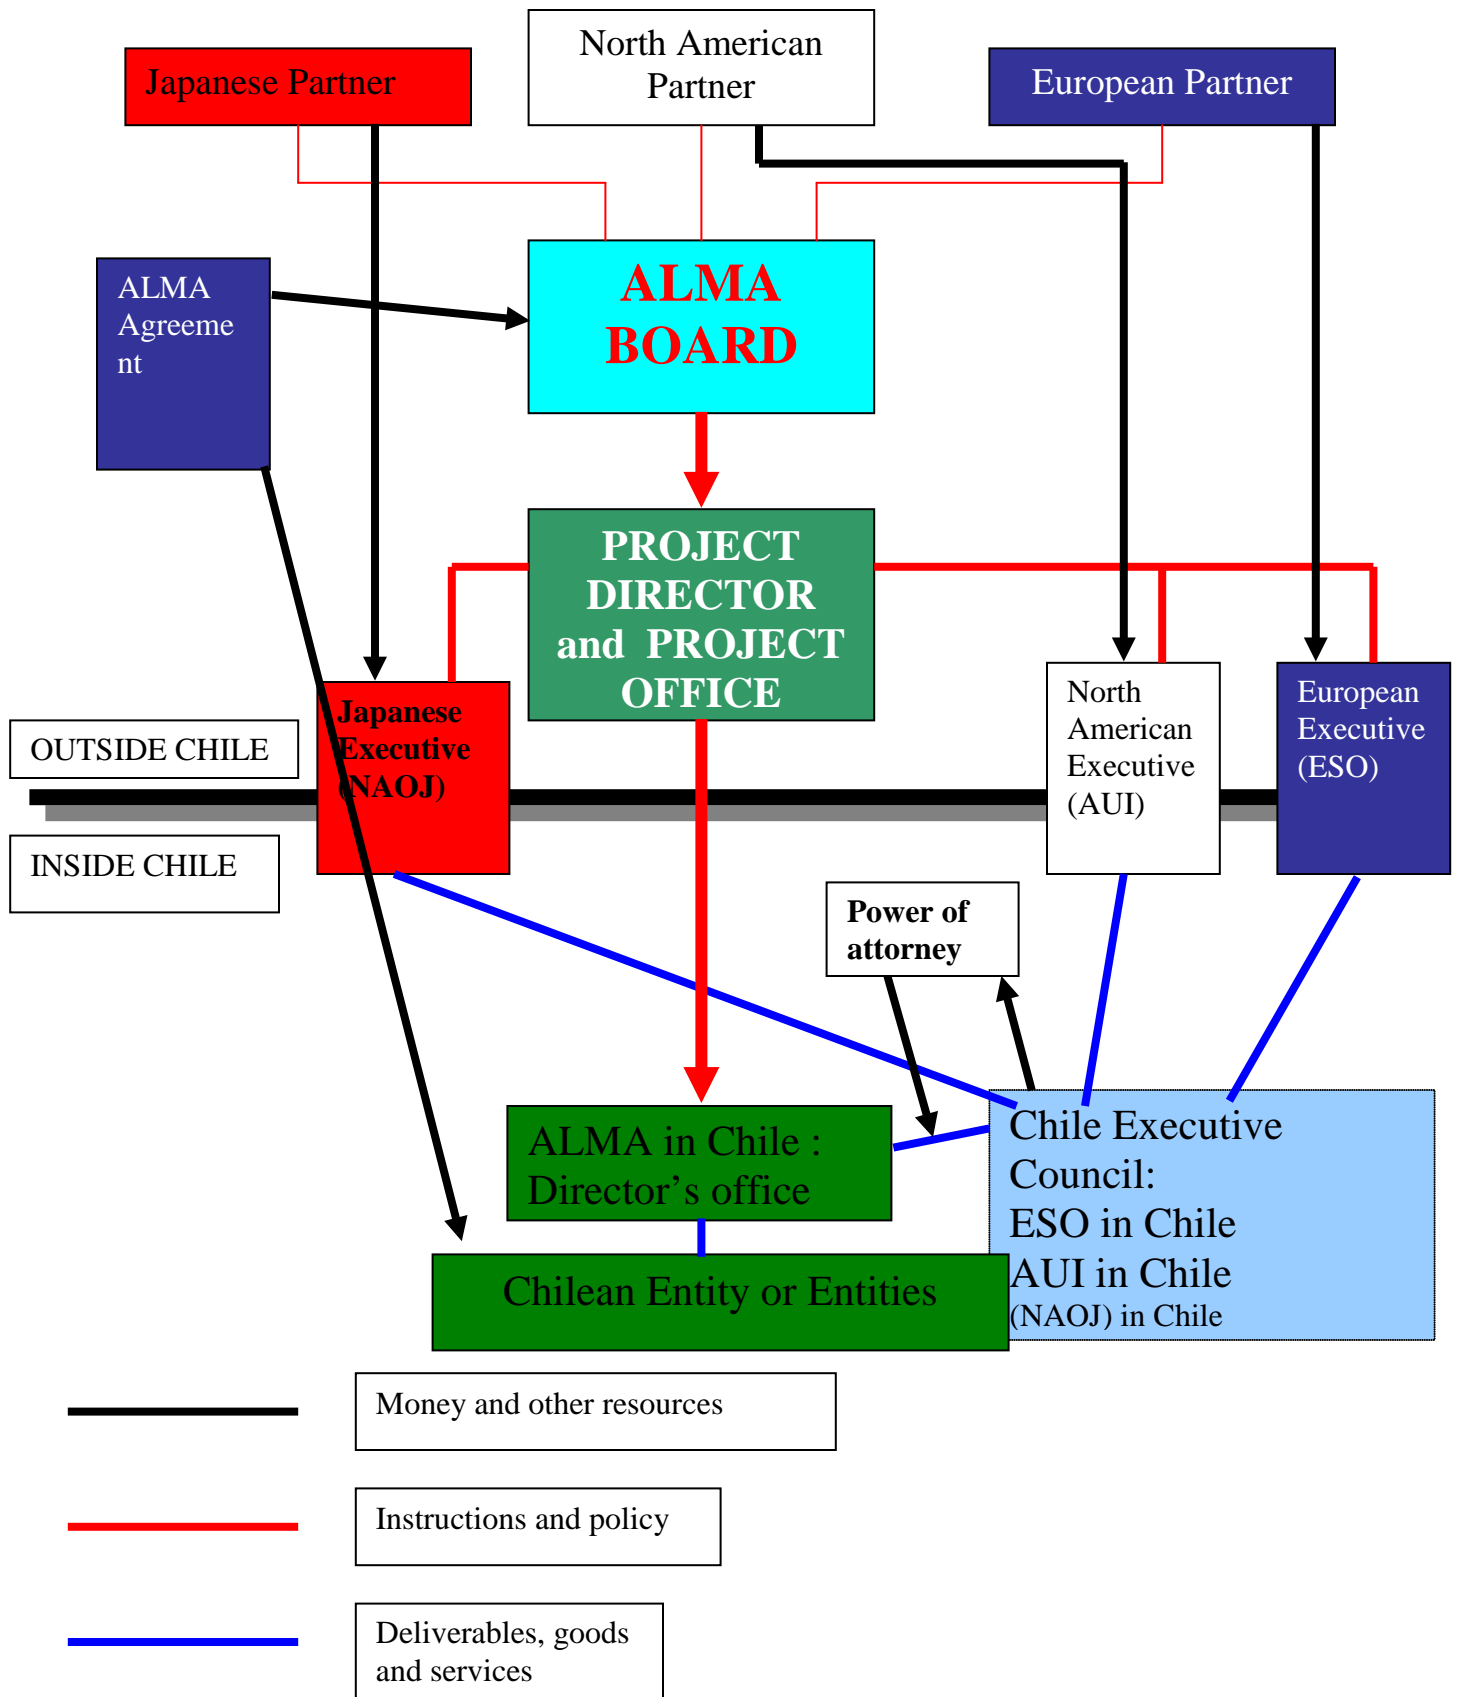 North American
Partner
Japanese Partner
European Partner
ALMA
Agreeme
nt
ALMA
BOARD
PROJECT
DIRECTOR
and PROJECT
OFFICE
Japanese
Executive
(NAOJ)
North
American
Executive
(AUI)
European
Executive
(ESO)
OUTSIDE CHILE
INSIDE CHILE
Power of
attorney
ALMA in Chile :
Director’s office
Chile Executive
Council:
ESO in Chile
AUI in Chile
(NAOJ) in Chile
Chilean Entity or Entities
Money and other resources
Instructions and policy
Deliverables, goods
and services